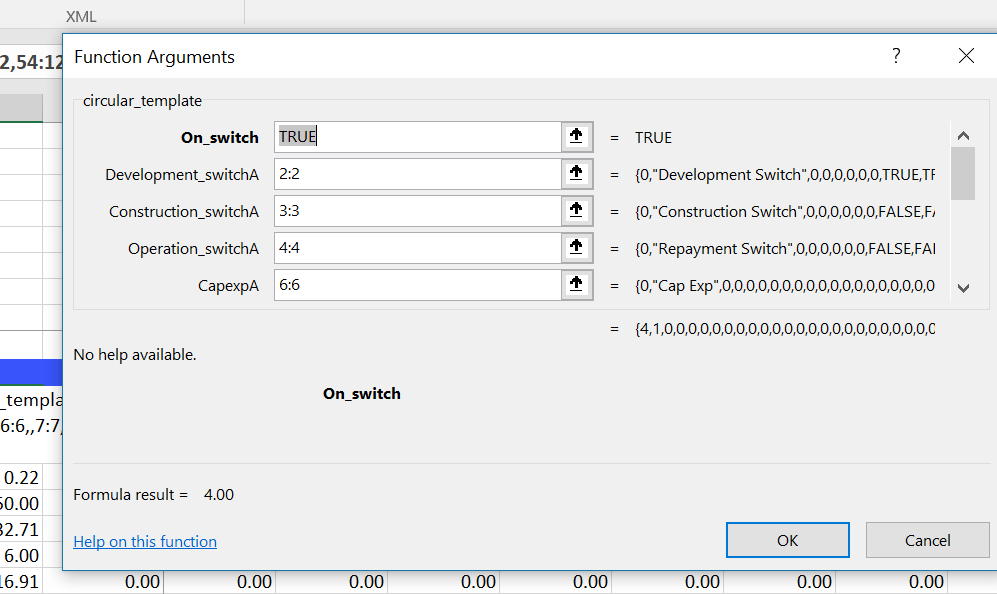 XML
2,54:12
Function Arguments
?
circular_template
On_switch TRUE = TRUE
Development_switchA 2:2 = {0,"Development Switch",0,0,0,0,0,0,TRUE,TF
Construction_switchA 3:3 = {0,"Construction Switch",0,0,0,0,0,0,FALSE,FA
Operation_switchA 4:4 = {0,"Repayment Switch",0,0,0,0,0,0,FALSE,FAI
CapexpA 6:6 = {0,"Cap Exp",0,0,0,0,0,0,0,0,0,0,0,0,0,0,0,0,0,0
= {4,1,0,0,0,0,0,0,0,0,0,0,0,0,0,0,0,0,0,0,0,0,0,0,0
No help available.
On_switch
_templa
6:6,,7:7,
0.22
50.00
32.71
6.00
16.91 0.00 0.00 0.00 0.00 0.00 0.00 0.00 0.00
Formula result = 4.00
Help on this function
OK
Cancel